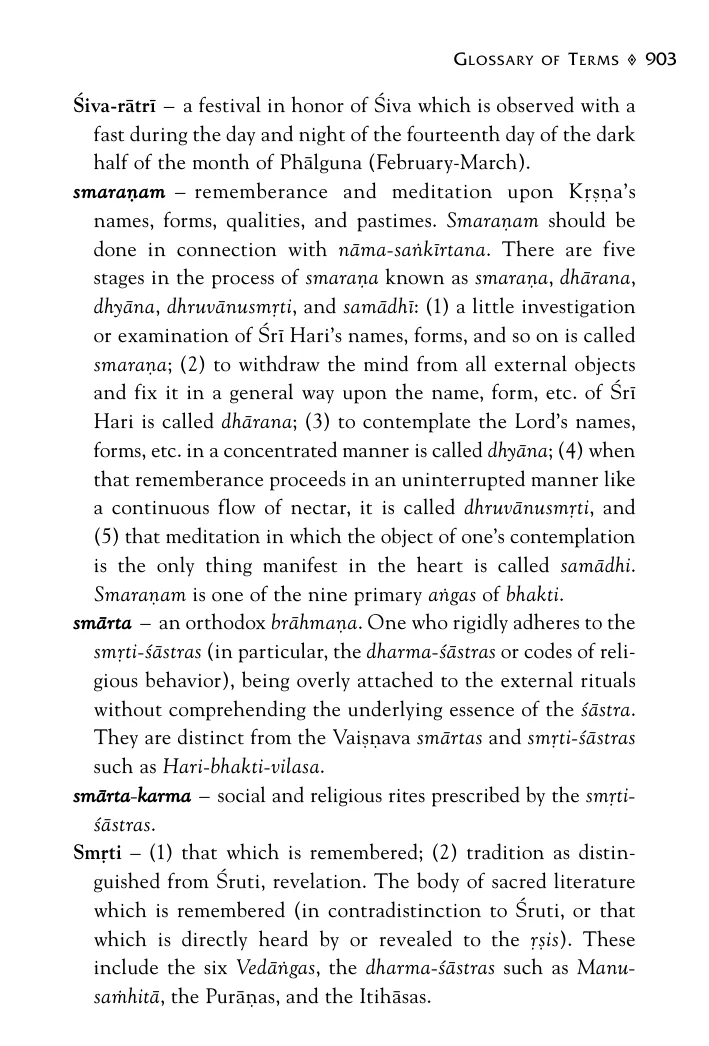 Glossary of Terms ◊ 903
Śiva-rātrī – a festival in honor of Śiva which is observed with a
fast during the day and night of the fourteenth day of the dark
half of the month of Phālguna (February-March).
smaraṇam – rememberance and meditation upon Kṛṣṇa's
names, forms, qualities, and pastimes. Smaraṇam should be
done in connection with nāma-saṅkīrtana. There are five
stages in the process of smaraṇa known as smaraṇa, dhārana,
dhyāna, dhruvānusmṛti, and samādhī: (1) a little investigation
or examination of Śrī Hari's names, forms, and so on is called
smaraṇa; (2) to withdraw the mind from all external objects
and fix it in a general way upon the name, form, etc. of Śrī
Hari is called dhārana; (3) to contemplate the Lord's names,
forms, etc. in a concentrated manner is called dhyāna; (4) when
that rememberance proceeds in an uninterrupted manner like
a continuous flow of nectar, it is called dhruvānusmṛti, and
(5) that meditation in which the object of one's contemplation
is the only thing manifest in the heart is called samādhi.
Smaraṇam is one of the nine primary aṅgas of bhakti.
smārta – an orthodox brāhmaṇa. One who rigidly adheres to the
smṛti-śāstras (in particular, the dharma-śāstras or codes of reli-
gious behavior), being overly attached to the external rituals
without comprehending the underlying essence of the śāstra.
They are distinct from the Vaiṣṇava smārtas and smṛti-śāstras
such as Hari-bhakti-vilasa.
smārta-karma – social and religious rites prescribed by the smṛti-
śāstras.
Smṛti – (1) that which is remembered; (2) tradition as distin-
guished from Śruti, revelation. The body of sacred literature
which is remembered (in contradistinction to Śruti, or that
which is directly heard by or revealed to the ṛṣis). These
include the six Vedāṅgas, the dharma-śāstras such as Manu-
saṁhitā, the Purāṇas, and the Itihāsas.